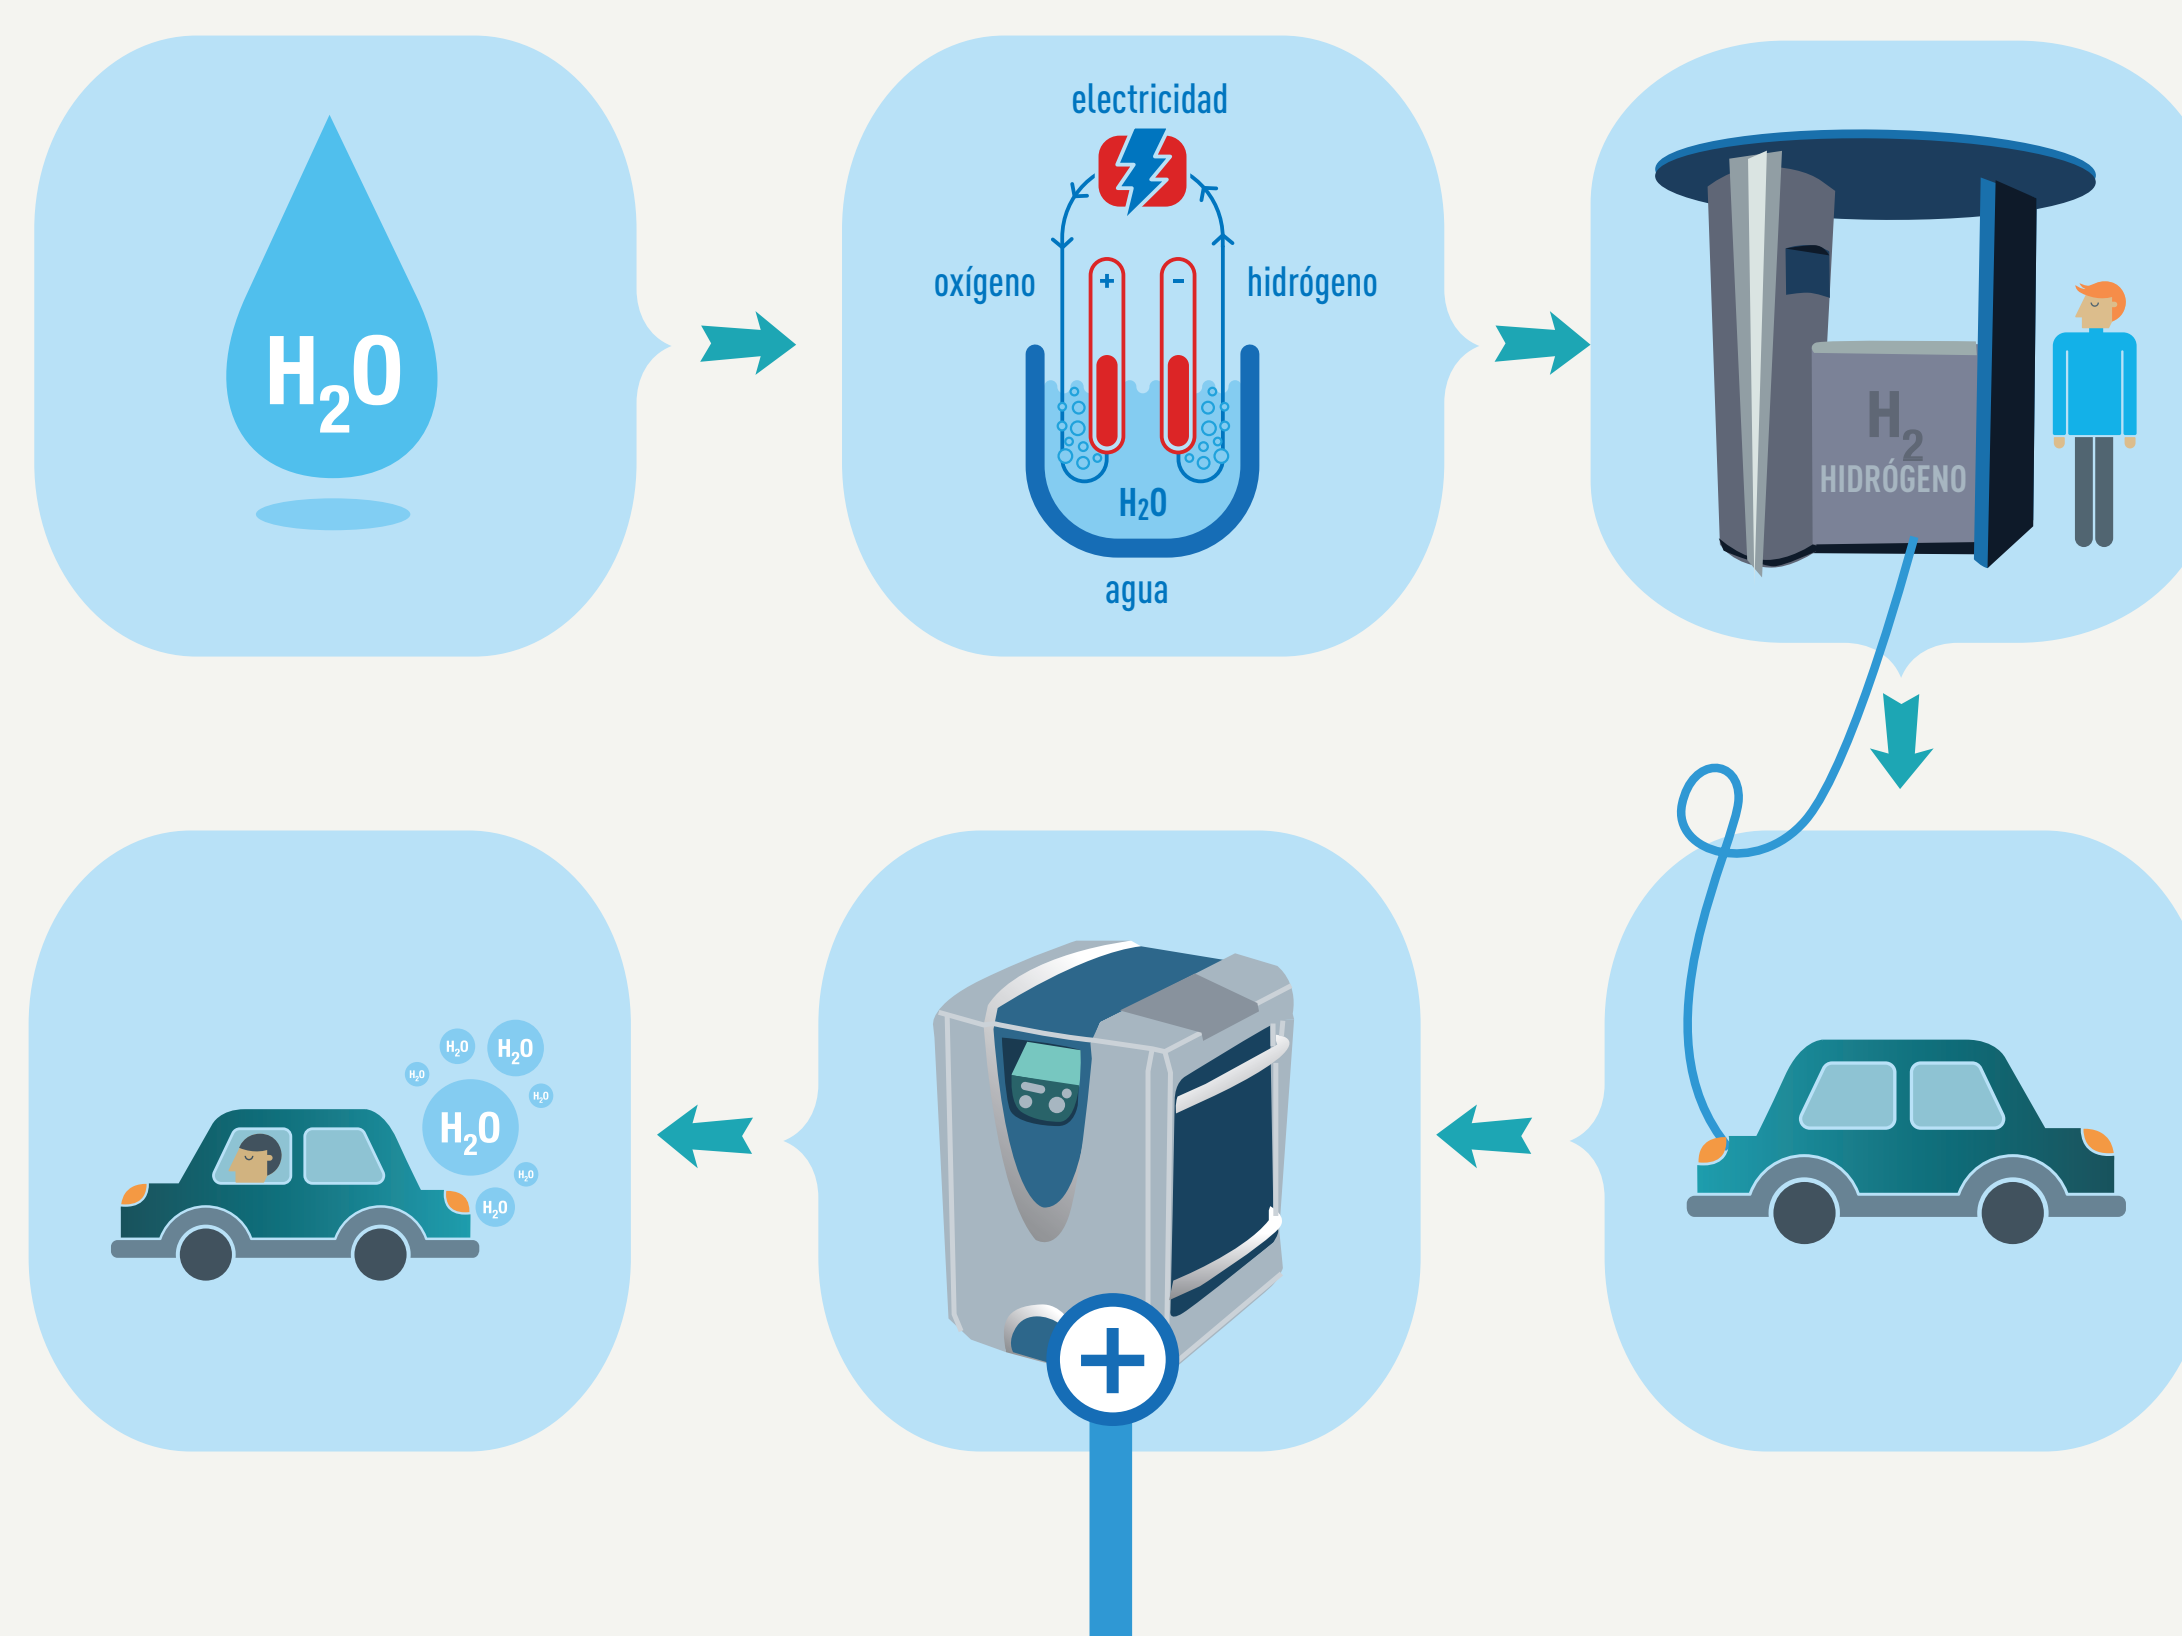 H2O
electricidad
+ -
oxígeno
hidrógeno
H2O
agua
H2
HIDRÓGENO
H2O
H2O
H2O
H2O
H2O
H2O
H2O